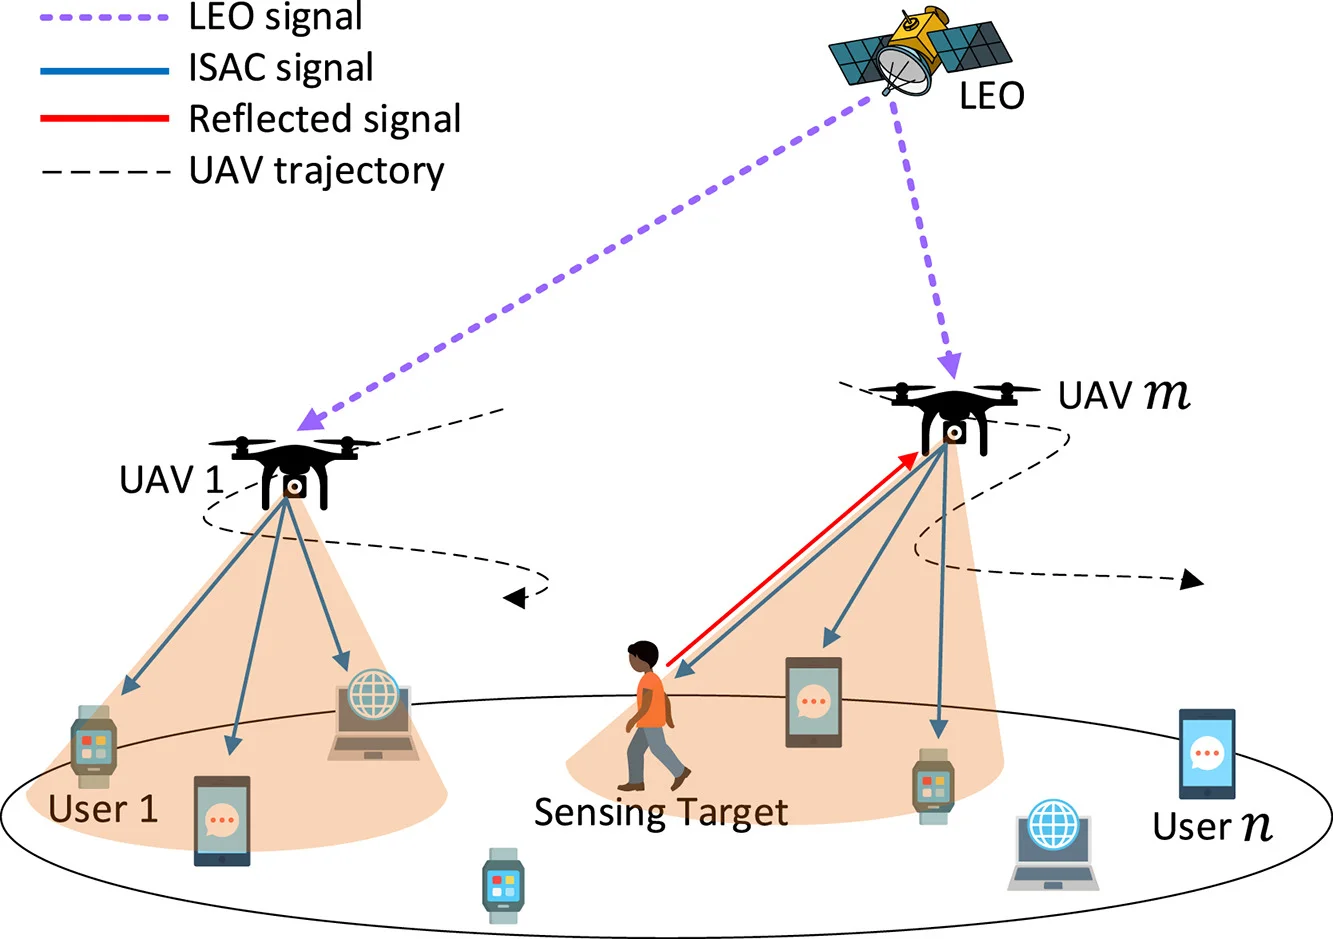 LEO signal
ISAC signal
Reflected signal
UAV trajectory
LEO
UAV m
UAV 1
User 1
Sensing Target
User n